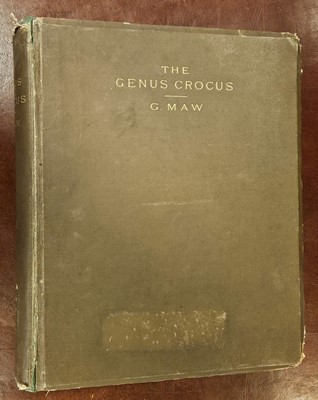 THE
GENUS CROCUS
G. MAW